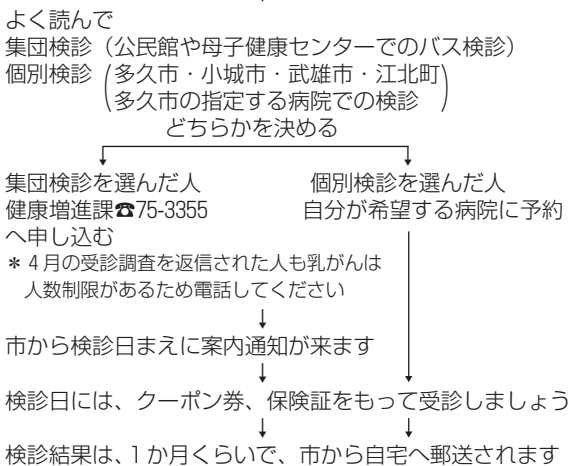 よく読んで
集団検診（公民館や母子健康センターでのバス検診）
個別検診（多久市・小城市・武雄市・江北町
多久市の指定する病院での検診）
どちらかを決める
集団検診を選んだ人
健康増進課☎75-3355
へ申し込む
＊４月の受診調査を返信された人も乳がんは
人数制限があるため電話してください
個別検診を選んだ人
自分が希望する病院に予約
市から検診日まえに案内通知が来ます
検診日には、クーポン券、保険証をもって受診しましょう
検診結果は、１か月くらいで、市から自宅へ郵送されます